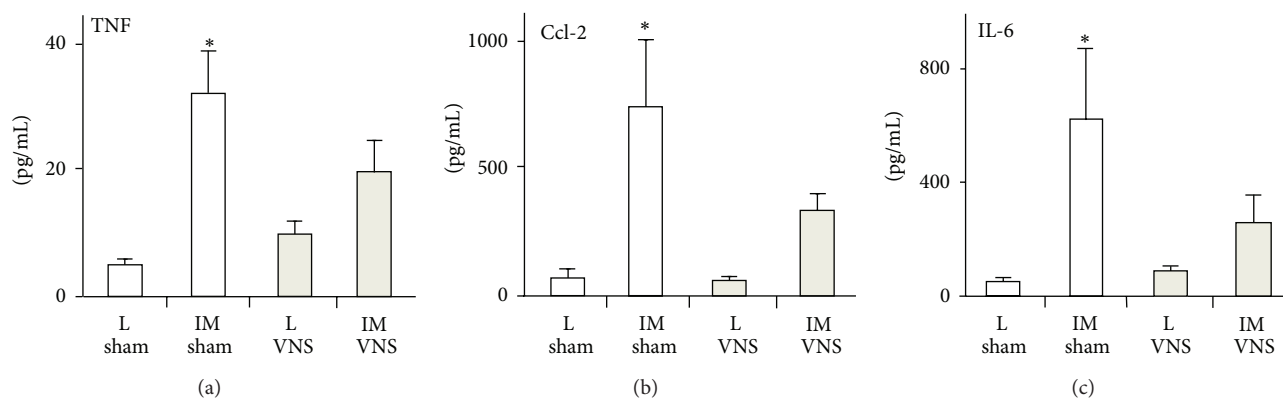 TNF
40
20
0
(pg/mL)
*
L
sham
IM
sham
L
VNS
IM
VNS
(a)
Ccl-2
1000
500
0
(pg/mL)
*
L
sham
IM
sham
L
VNS
IM
VNS
(b)
IL-6
800
400
0
(pg/mL)
*
L
sham
IM
sham
L
VNS
IM
VNS
(c)